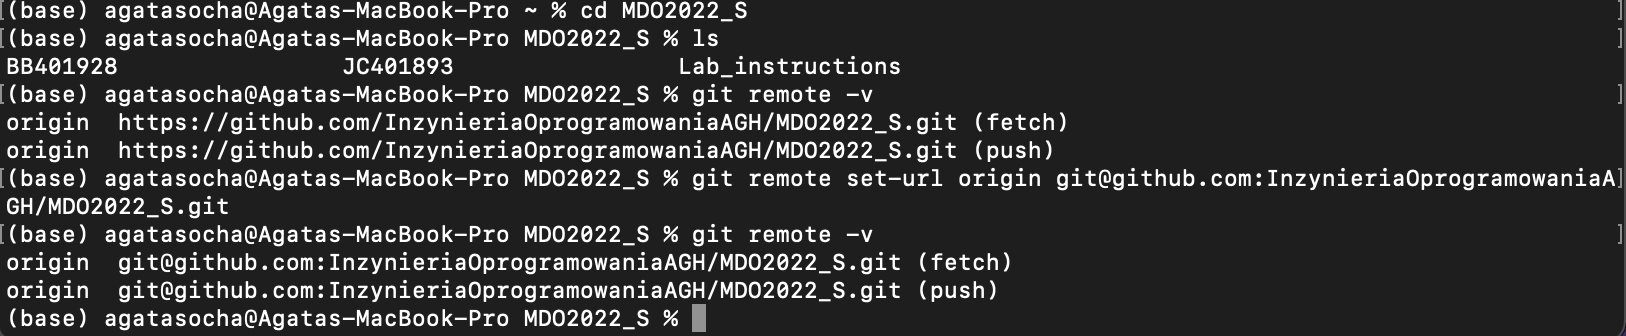 [(base) agatasocha@Agatas-MacBook-Pro ~ % cd MDO2022_S ]
[(base) agatasocha@Agatas-MacBook-Pro MDO2022_S % ls ]
BB401928 JC401893 Lab_instructions
[(base) agatasocha@Agatas-MacBook-Pro MDO2022_S % git remote -v ]
origin https://github.com/InzynieriaOprogramowaniaAGH/MDO2022_S.git (fetch)
origin https://github.com/InzynieriaOprogramowaniaAGH/MDO2022_S.git (push)
[(base) agatasocha@Agatas-MacBook-Pro MDO2022_S % git remote set-url origin git@github.com:InzynieriaOprogramowaniaA]
GH/MDO2022_S.git
[(base) agatasocha@Agatas-MacBook-Pro MDO2022_S % git remote -v ]
origin git@github.com:InzynieriaOprogramowaniaAGH/MDO2022_S.git (fetch)
origin git@github.com:InzynieriaOprogramowaniaAGH/MDO2022_S.git (push)
(base) agatasocha@Agatas-MacBook-Pro MDO2022_S %